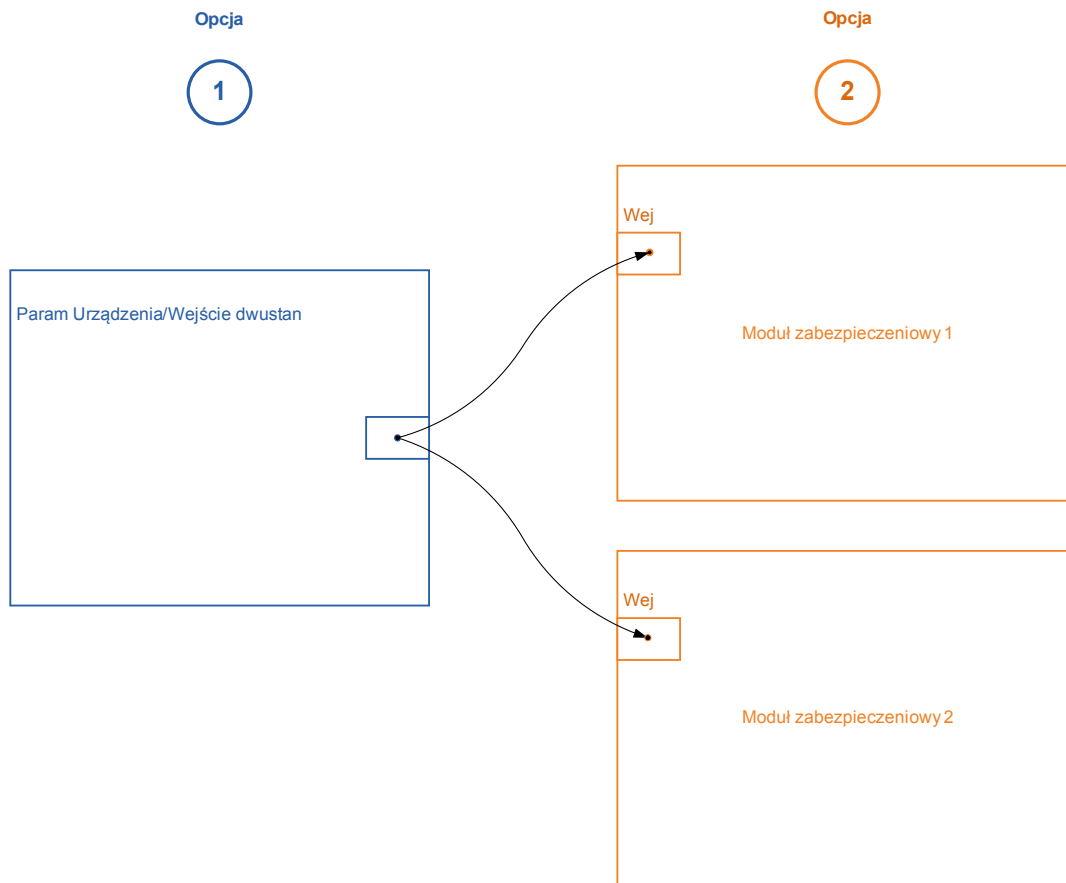 Opcja
1
Opcja
2
Param Urządzenia/Wejście dwustan
Wej
Moduł zabezpieczeniowy 1
Wej
Moduł zabezpieczeniowy 2